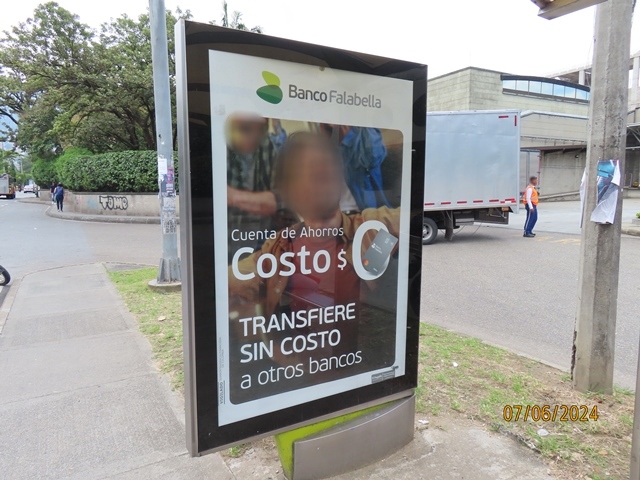 Banco Falabella
Cuenta de Ahorros
Costo $0
TRANSFIERE
SIN COSTO
a otros bancos
07/06/2024